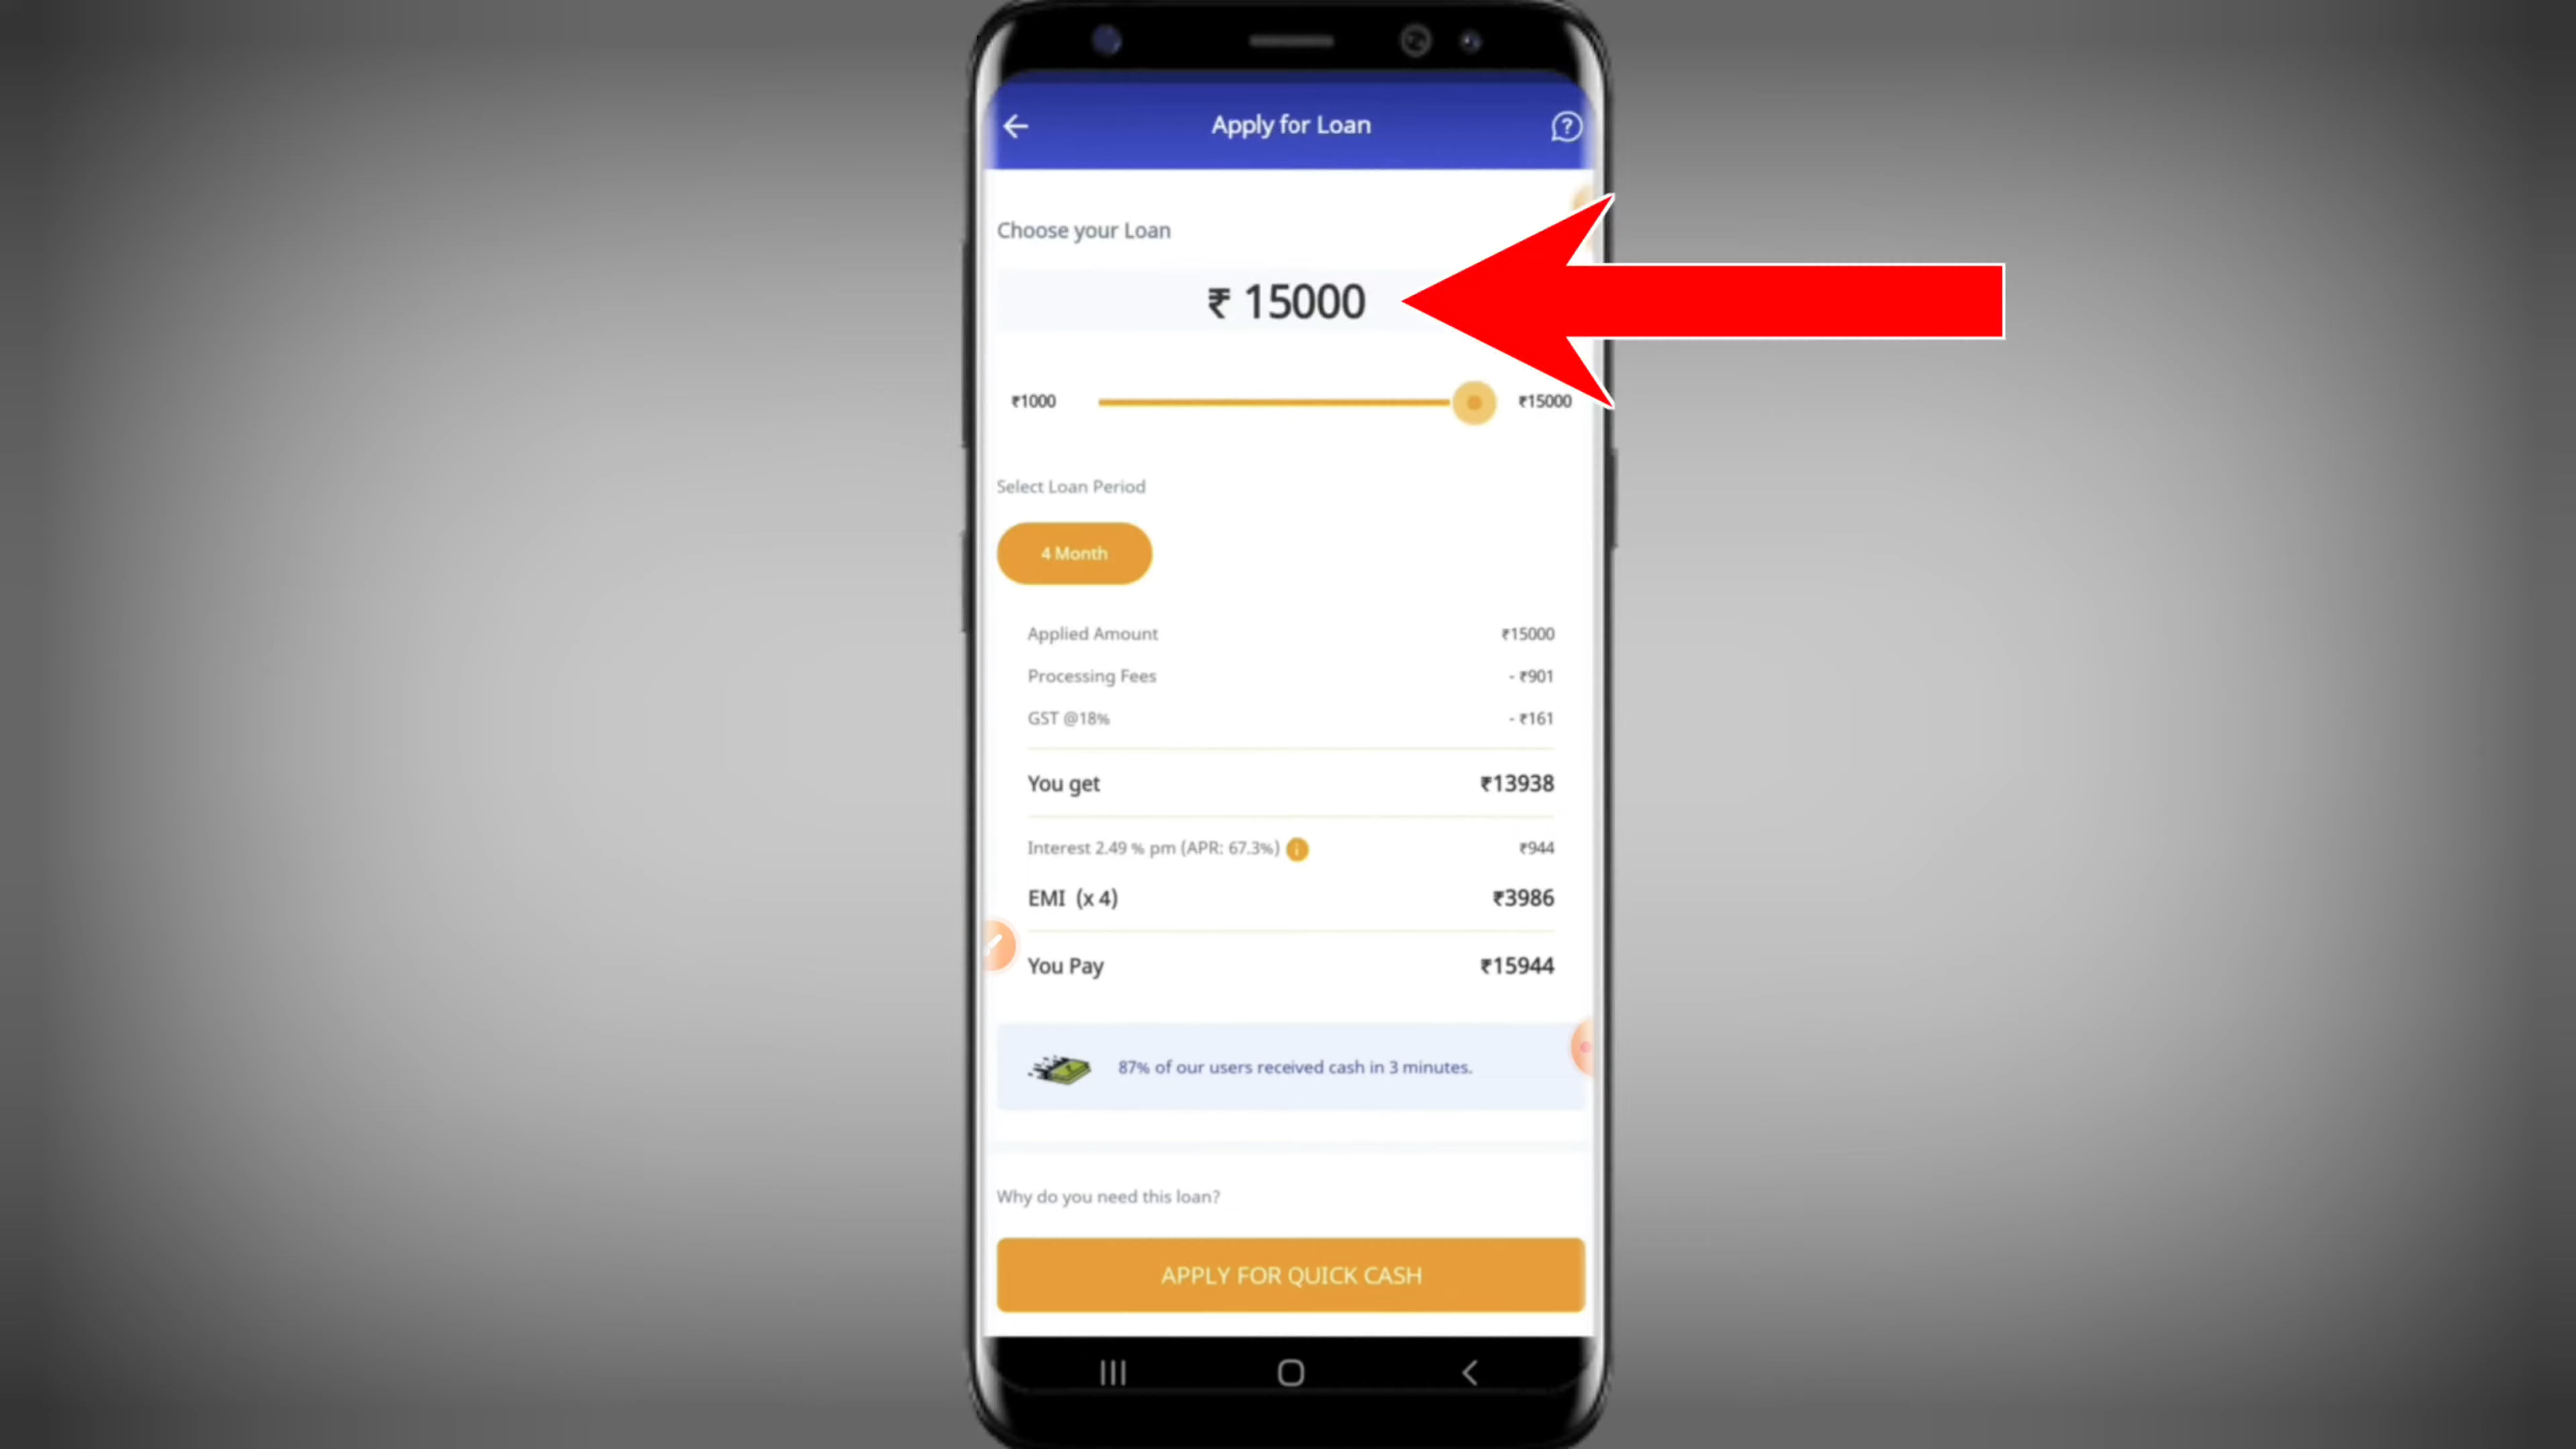 Apply for Loan
Choose your Loan
₹ 15000
₹1000 ₹15000
Select Loan Period
4 Month
Applied Amount ₹15000
Processing Fees - ₹901
GST @18% - ₹161
You get ₹13938
Interest 2.49 % pm (APR: 67.3%) ₹944
EMI (x 4) ₹3986
You Pay ₹15944
87% of our users received cash in 3 minutes.
Why do you need this loan?
APPLY FOR QUICK CASH